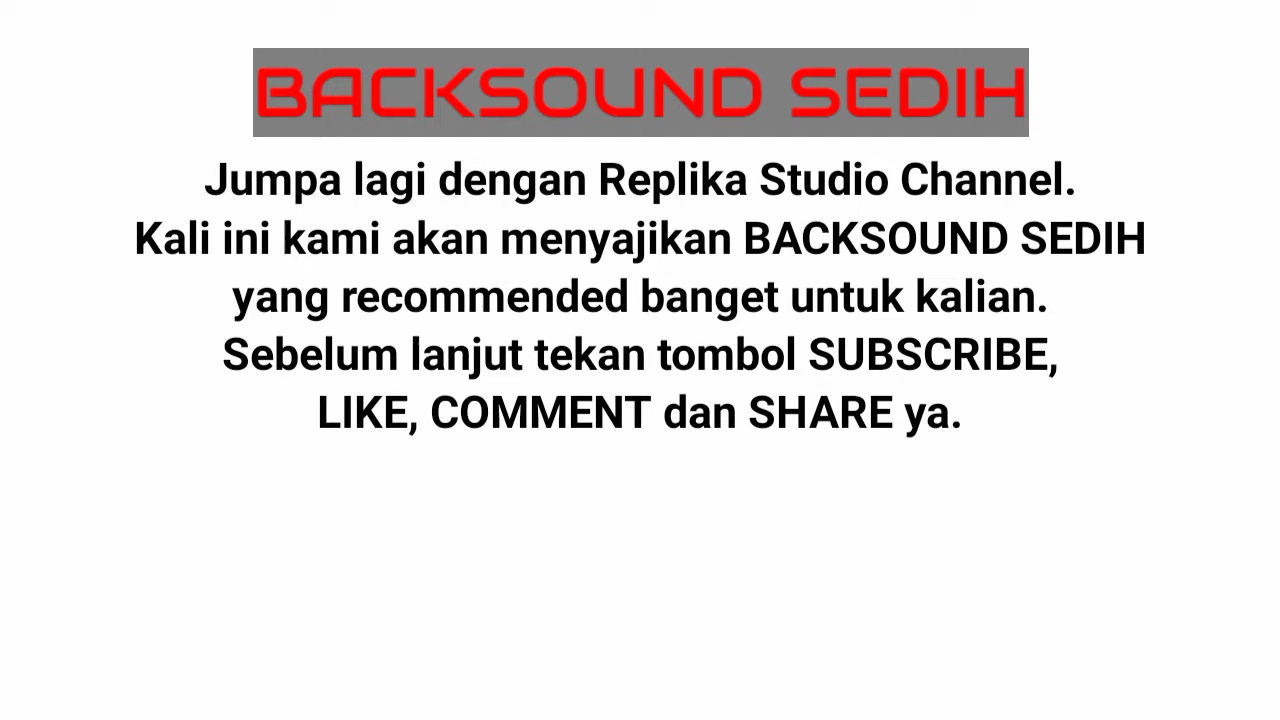 BACKSOUND SEDIH
Jumpa lagi dengan Replika Studio Channel.
Kali ini kami akan menyajikan BACKSOUND SEDIH
yang recommended banget untuk kalian.
Sebelum lanjut tekan tombol SUBSCRIBE,
LIKE, COMMENT dan SHARE ya.